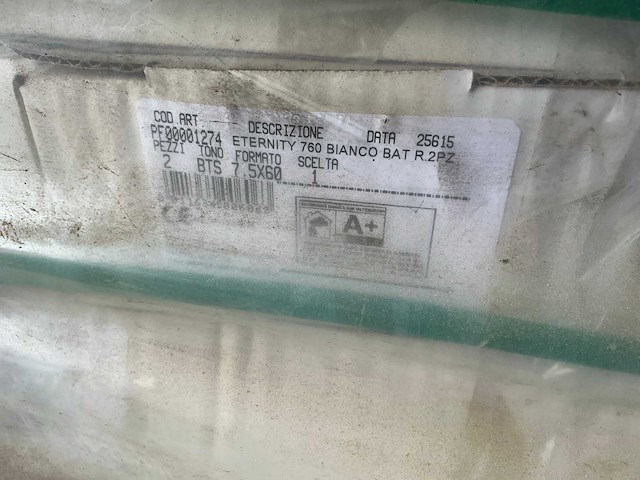 COD.ART. DESCRIZIONE DATA 25615
PF00001274 ETERNITY 760 BIANCO BAT R.2PZ
PEZZI TONO FORMATO SCELTA
2 BTS 7,5X60 1
A+